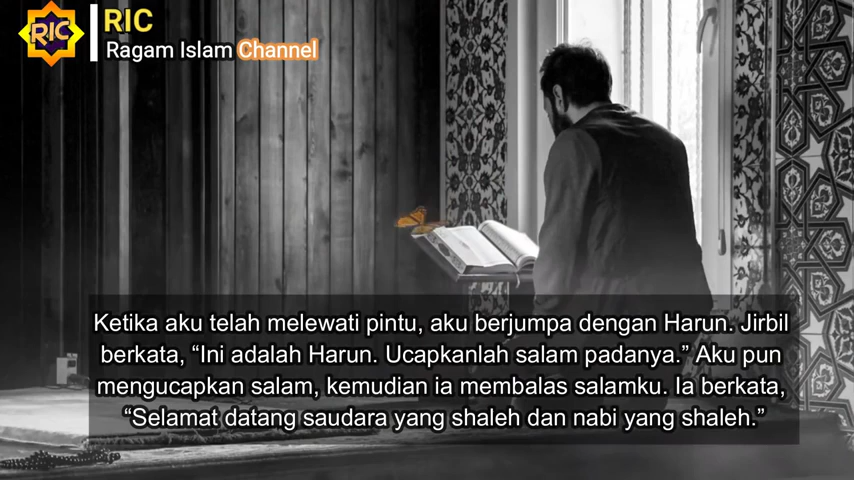 RIC
RIC
Ragam Islam Channel
Ketika aku telah melewati pintu, aku berjumpa dengan Harun. Jirbil
berkata, “Ini adalah Harun. Ucapkanlah salam padanya.” Aku pun
mengucapkan salam, kemudian ia membalas salamku. Ia berkata,
“Selamat datang saudara yang shaleh dan nabi yang shaleh.”